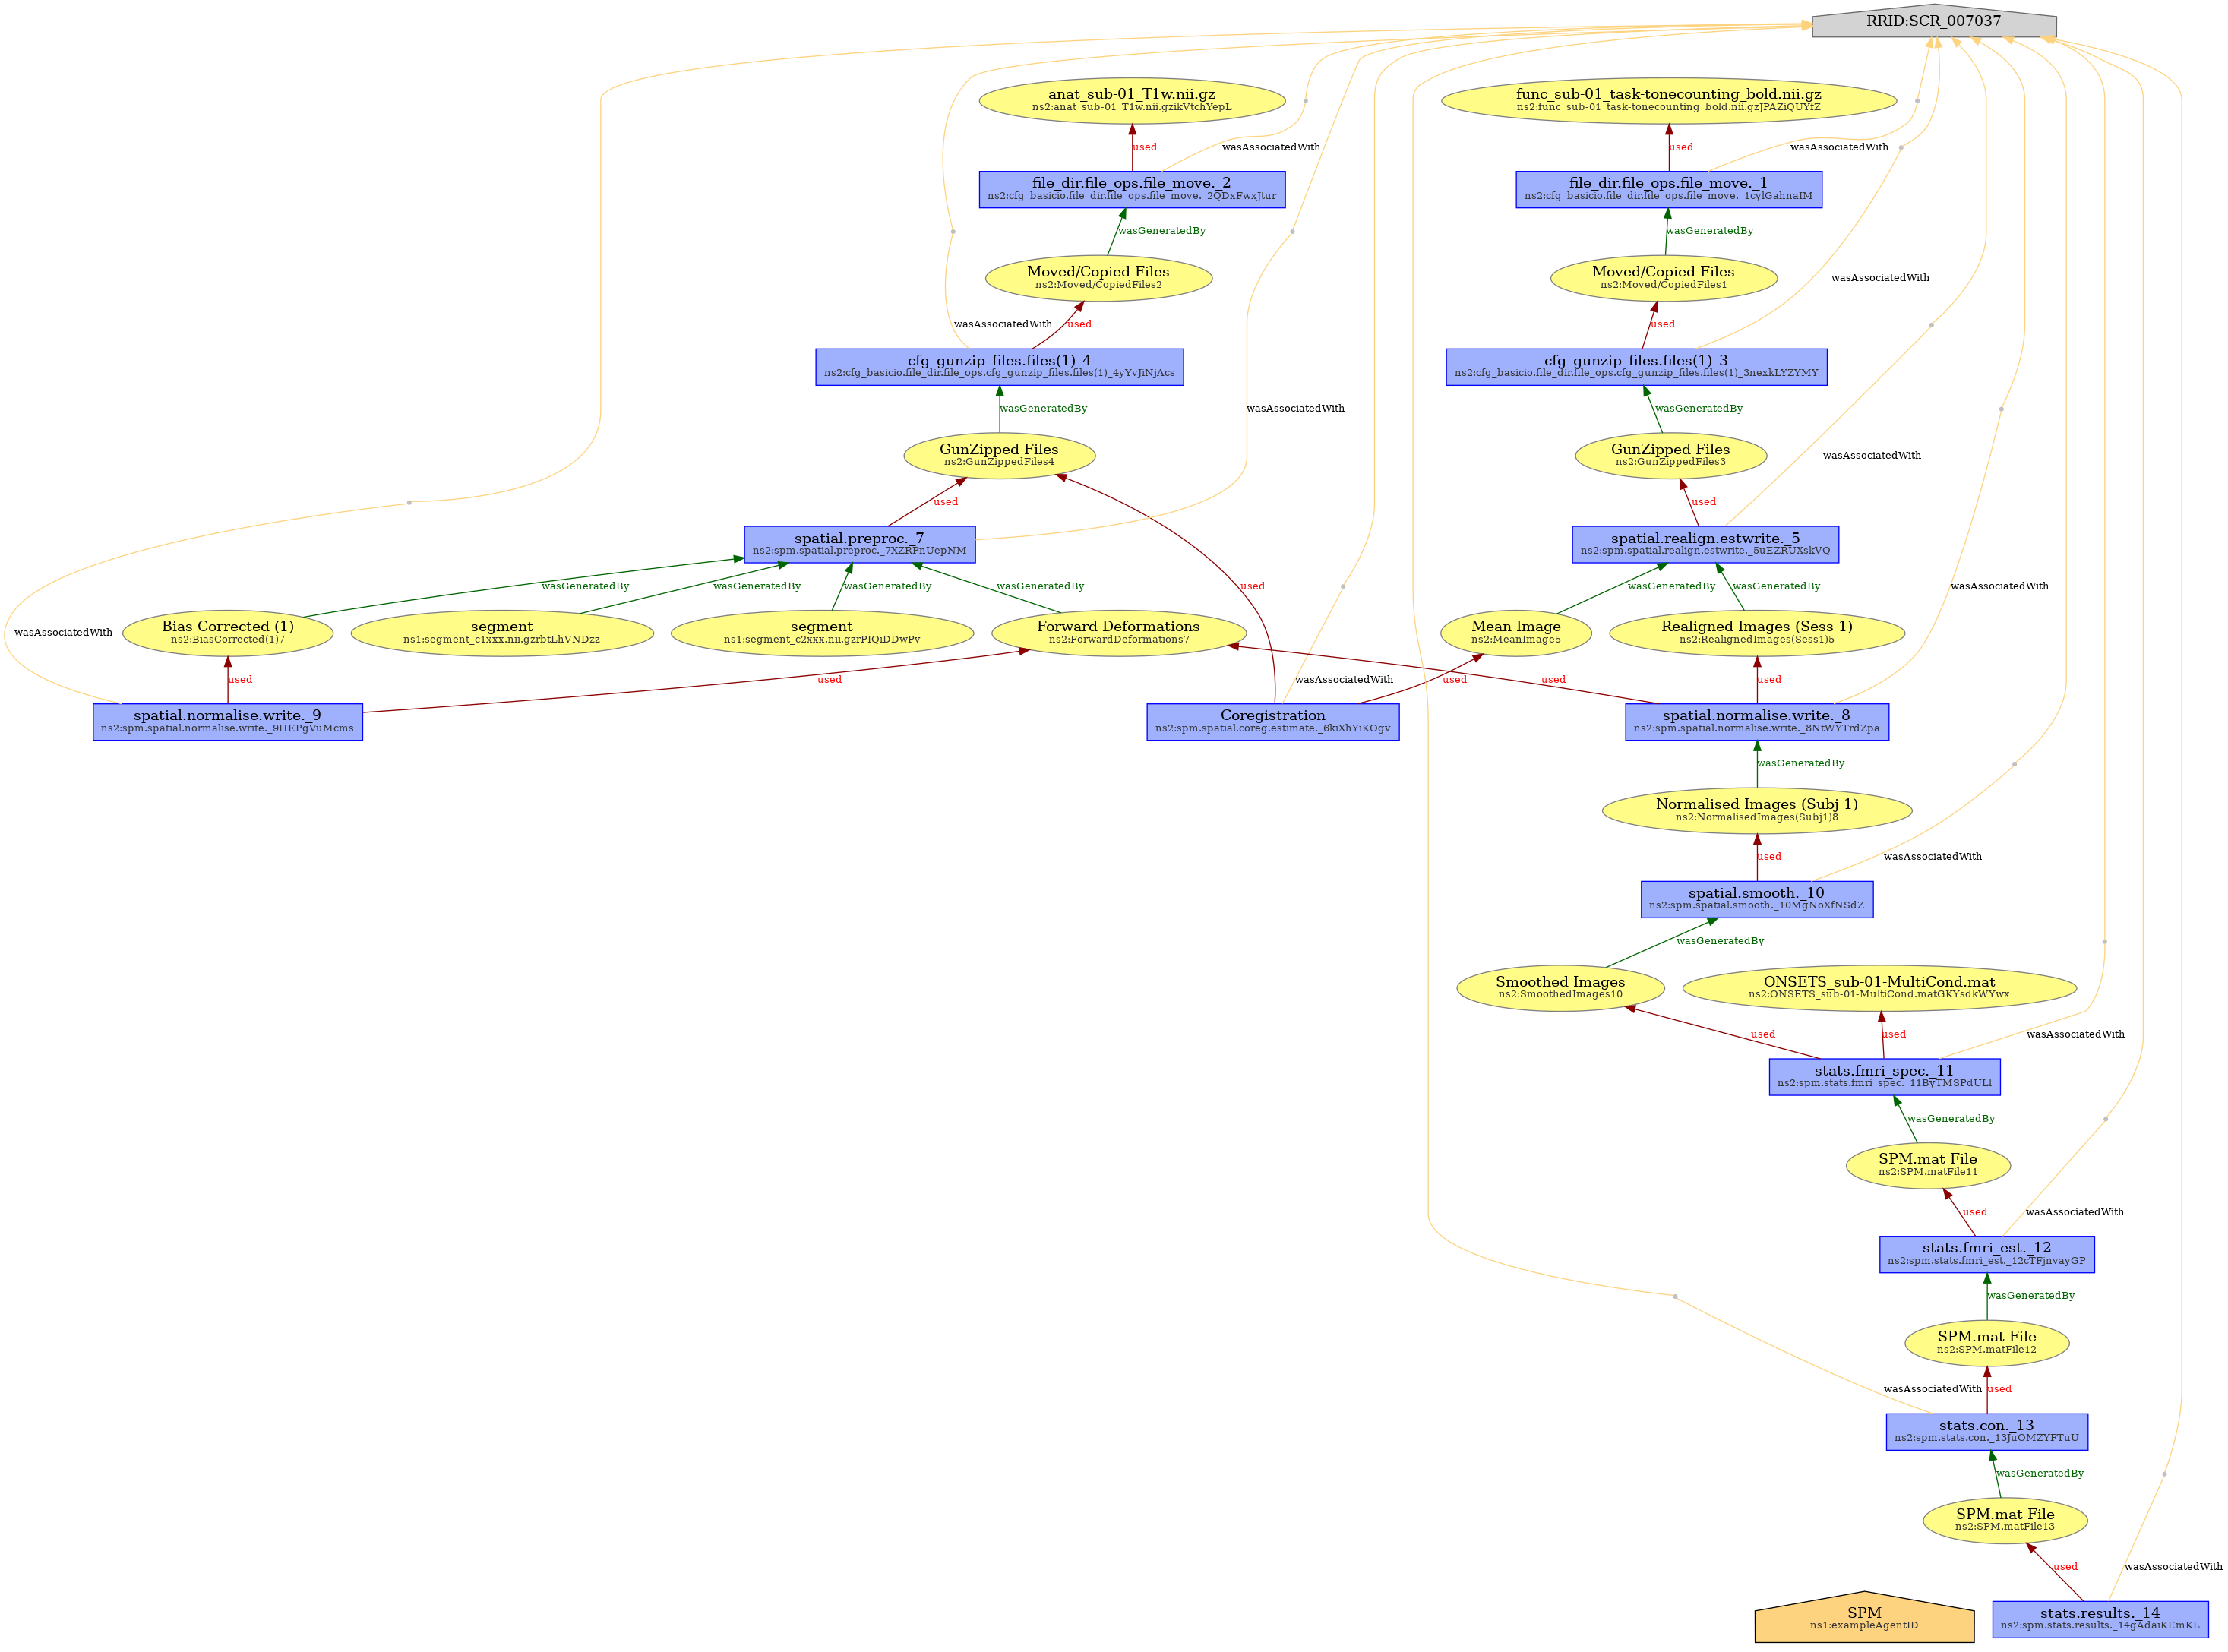 RRID:SCR_007037
anat_sub-01_T1w.nii.gz
ns2:anat_sub-01_T1w.nii.gzikVtchYepL
func_sub-01_task-tonecounting_bold.nii.gz
ns2:func_sub-01_task-tonecounting_bold.nii.gzJPAZiQUYfZ
used
wasAssociatedWith
used
wasAssociatedWith
file_dir.file_ops.file_move._2
ns2:cfg_basicio.file_dir.file_ops.file_move._2QDxFwxJtur
file_dir.file_ops.file_move._1
ns2:cfg_basicio.file_dir.file_ops.file_move._1cylGahnaIM
wasGeneratedBy
wasGeneratedBy
Moved/Copied Files
ns2:Moved/CopiedFiles2
Moved/Copied Files
ns2:Moved/CopiedFiles1
wasAssociatedWith
wasAssociatedWith
used
used
cfg_gunzip_files.files(1)_4
ns2:cfg_basicio.file_dir.file_ops.cfg_gunzip_files.files(1)_4yYvJiNjAcs
cfg_gunzip_files.files(1)_3
ns2:cfg_basicio.file_dir.file_ops.cfg_gunzip_files.files(1)_3nexkLYZYMY
wasGeneratedBy
wasAssociatedWith
wasGeneratedBy
GunZipped Files
ns2:GunZippedFiles4
GunZipped Files
ns2:GunZippedFiles3
wasAssociatedWith
used
used
spatial.preproc._7
ns2:spm.spatial.preproc._7XZRPnUepNM
spatial.realign.estwrite._5
ns2:spm.spatial.realign.estwrite._5uEZRUXskVQ
wasGeneratedBy
wasGeneratedBy
wasGeneratedBy
wasGeneratedBy
used
wasGeneratedBy
wasGeneratedBy
wasAssociatedWith
wasAssociatedWith
Bias Corrected (1)
ns2:BiasCorrected(1)7
segment
ns1:segment_c1xxx.nii.gzrbtLhVNDzz
segment
ns1:segment_c2xxx.nii.gzrPIQiDDwPv
Forward Deformations
ns2:ForwardDeformations7
Mean Image
ns2:MeanImage5
Realigned Images (Sess 1)
ns2:RealignedImages(Sess1)5
used
used
wasAssociatedWith
used
used
used
spatial.normalise.write._9
ns2:spm.spatial.normalise.write._9HEPgVuMcms
Coregistration
ns2:spm.spatial.coreg.estimate._6kiXhYiKOgv
spatial.normalise.write._8
ns2:spm.spatial.normalise.write._8NtWYTrdZpa
wasGeneratedBy
Normalised Images (Subj 1)
ns2:NormalisedImages(Subj1)8
used
wasAssociatedWith
spatial.smooth._10
ns2:spm.spatial.smooth._10MgNoXfNSdZ
wasGeneratedBy
Smoothed Images
ns2:SmoothedImages10
ONSETS_sub-01-MultiCond.mat
ns2:ONSETS_sub-01-MultiCond.matGKYsdkWYwx
used
used
wasAssociatedWith
stats.fmri_spec._11
ns2:spm.stats.fmri_spec._11ByTMSPdULl
wasGeneratedBy
SPM.mat File
ns2:SPM.matFile11
used
wasAssociatedWith
stats.fmri_est._12
ns2:spm.stats.fmri_est._12cTFjnvayGP
wasGeneratedBy
SPM.mat File
ns2:SPM.matFile12
wasAssociatedWith
used
stats.con._13
ns2:spm.stats.con._13JuOMZYFTuU
wasGeneratedBy
SPM.mat File
ns2:SPM.matFile13
used
wasAssociatedWith
SPM
ns1:exampleAgentID
stats.results._14
ns2:spm.stats.results._14gAdaiKEmKL